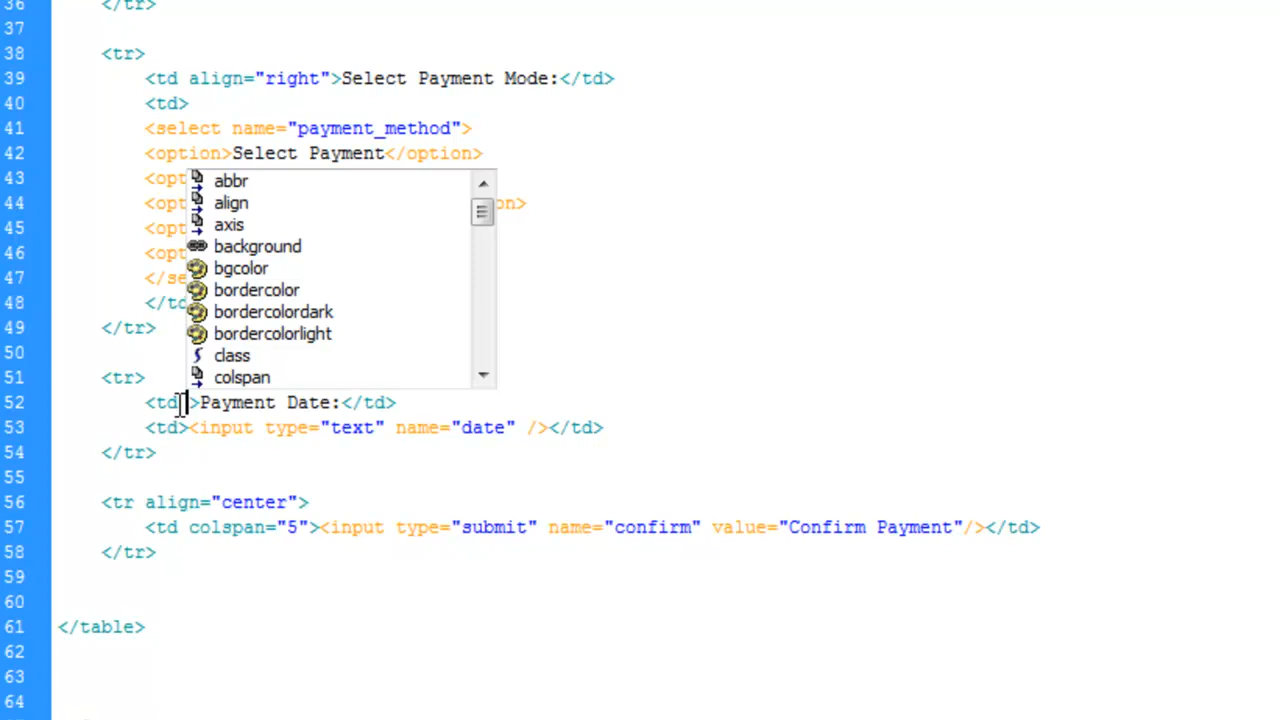 36 </tr>
37
38 <tr>
39 <td align="right">Select Payment Mode:</td>
40 <td>
41 <select name="payment_method">
42 <option>Select Payment</option>
43 <opt
44 <opt on>
45 <opt
46 <opt
47 </se
48 </td
49 </tr>
50
51 <tr>
52 <td >Payment Date:</td>
53 <td><input type="text" name="date" /></td>
54 </tr>
55
56 <tr align="center">
57 <td colspan="5"><input type="submit" name="confirm" value="Confirm Payment"/></td>
58 </tr>
59
60
61 </table>
62
63
64
abbr
align
axis
background
bgcolor
bordercolor
bordercolordark
bordercolorlight
class
colspan